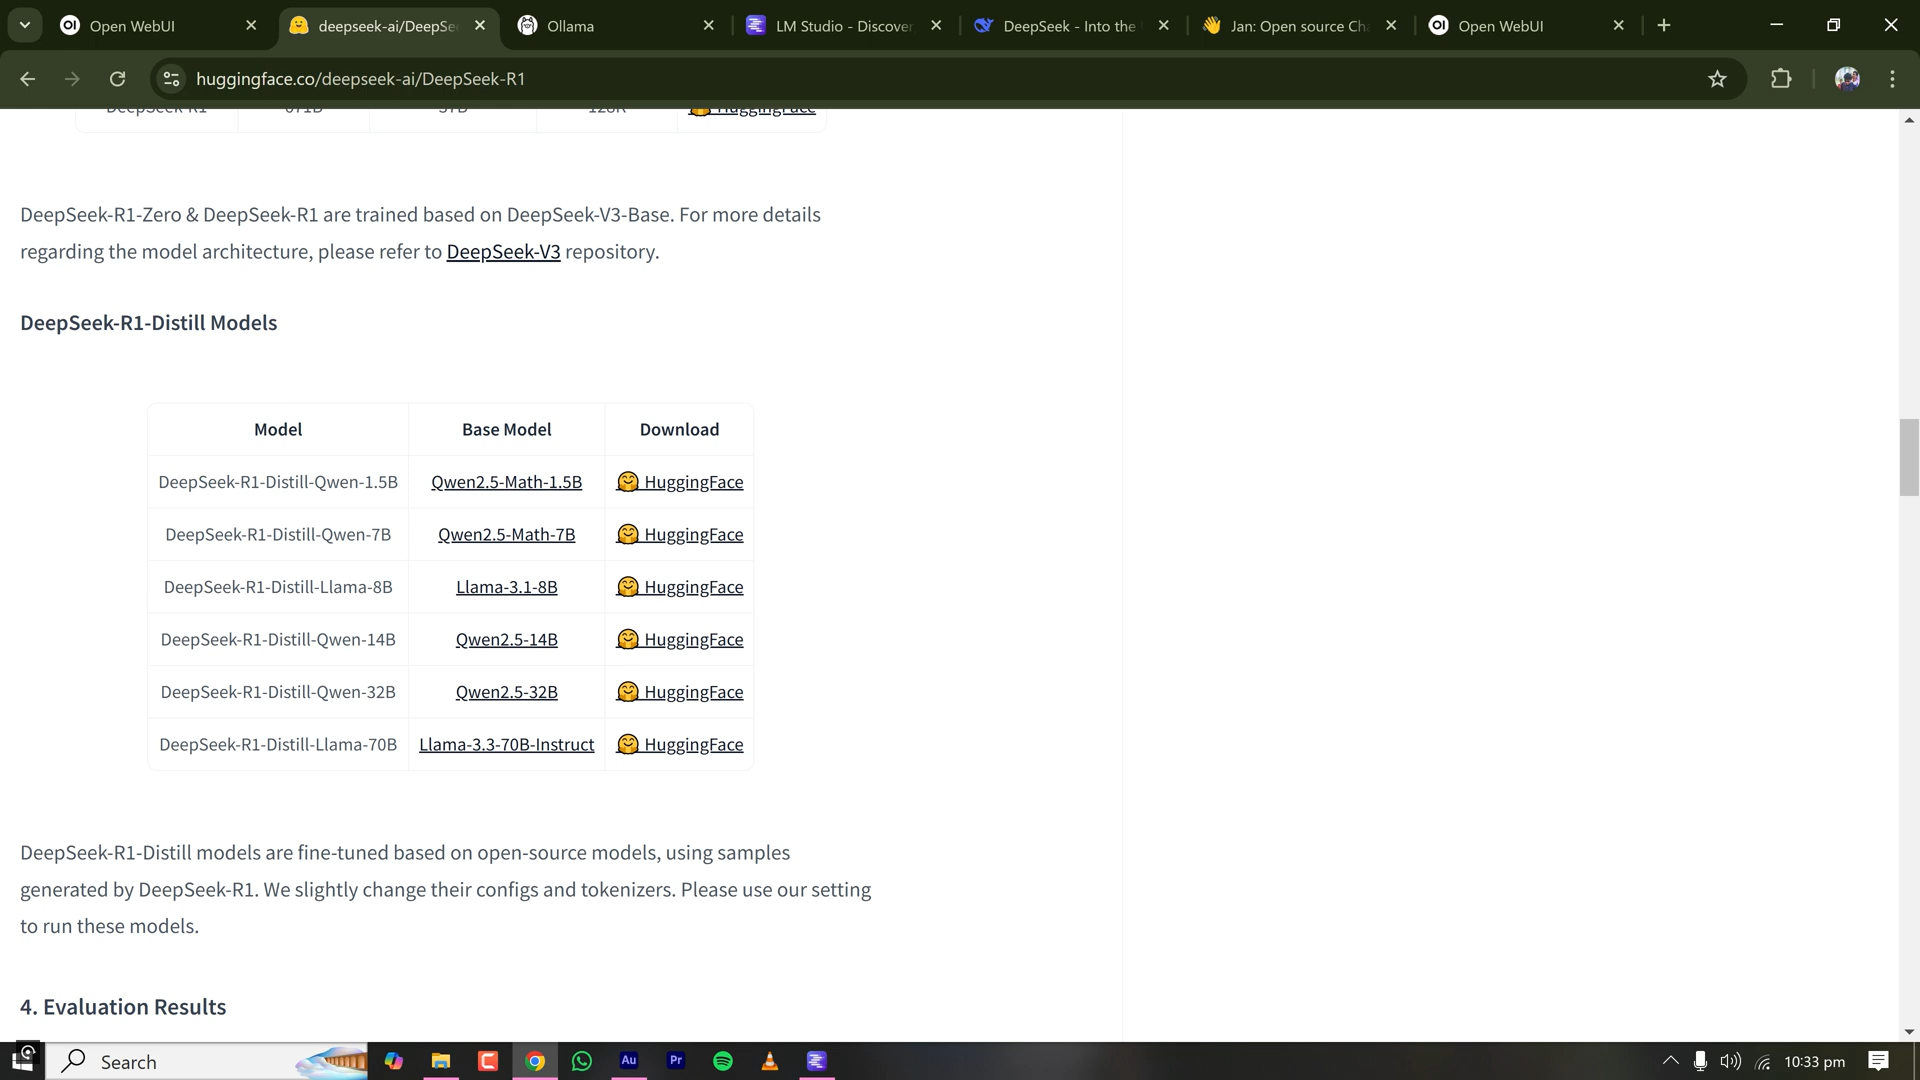 Open WebUI
deepseek-ai/DeepSe
Ollama
LM Studio - Discover
DeepSeek - Into the
Jan: Open source Ch
Open WebUI
huggingface.co/deepseek-ai/DeepSeek-R1
DeepSeek-R1 671B 37B 128K HuggingFace
DeepSeek-R1-Zero & DeepSeek-R1 are trained based on DeepSeek-V3-Base. For more details
regarding the model architecture, please refer to DeepSeek-V3 repository.
DeepSeek-R1-Distill Models
Model Base Model Download
DeepSeek-R1-Distill-Qwen-1.5B Qwen2.5-Math-1.5B HuggingFace
DeepSeek-R1-Distill-Qwen-7B Qwen2.5-Math-7B HuggingFace
DeepSeek-R1-Distill-Llama-8B Llama-3.1-8B HuggingFace
DeepSeek-R1-Distill-Qwen-14B Qwen2.5-14B HuggingFace
DeepSeek-R1-Distill-Qwen-32B Qwen2.5-32B HuggingFace
DeepSeek-R1-Distill-Llama-70B Llama-3.3-70B-Instruct HuggingFace
DeepSeek-R1-Distill models are fine-tuned based on open-source models, using samples
generated by DeepSeek-R1. We slightly change their configs and tokenizers. Please use our setting
to run these models.
4. Evaluation Results
Search
Au
Pr
10:33 pm